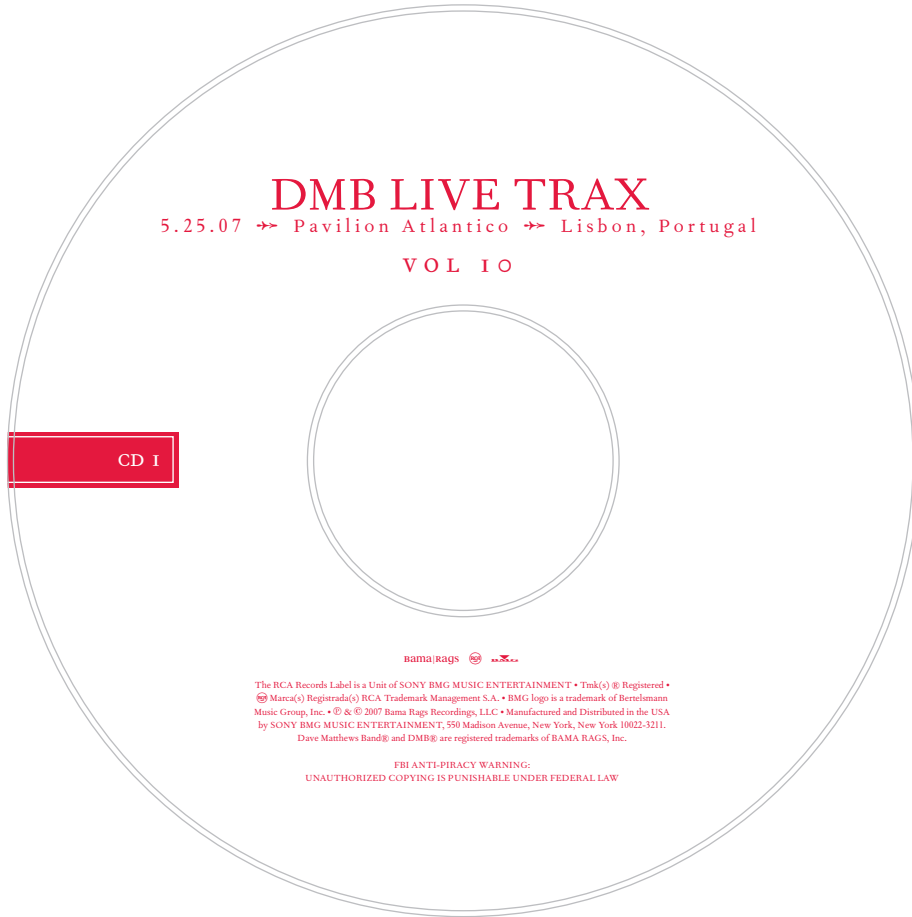 DMB LIVE TRAX
5.25.07 ➳ Pavilion Atlantico ➳ Lisbon, Portugal
VOL 10
CD 1
Bama|Rags RCA BMG
The RCA Records Label is a Unit of SONY BMG MUSIC ENTERTAINMENT • Tmk(s) ® Registered •
RCA Marca(s) Registrada(s) RCA Trademark Management S.A. • BMG logo is a trademark of Bertelsmann
Music Group, Inc. • ℗ & © 2007 Bama Rags Recordings, LLC • Manufactured and Distributed in the USA
by SONY BMG MUSIC ENTERTAINMENT, 550 Madison Avenue, New York, New York 10022-3211.
Dave Matthews Band® and DMB® are registered trademarks of BAMA RAGS, Inc.
FBI ANTI-PIRACY WARNING:
UNAUTHORIZED COPYING IS PUNISHABLE UNDER FEDERAL LAW